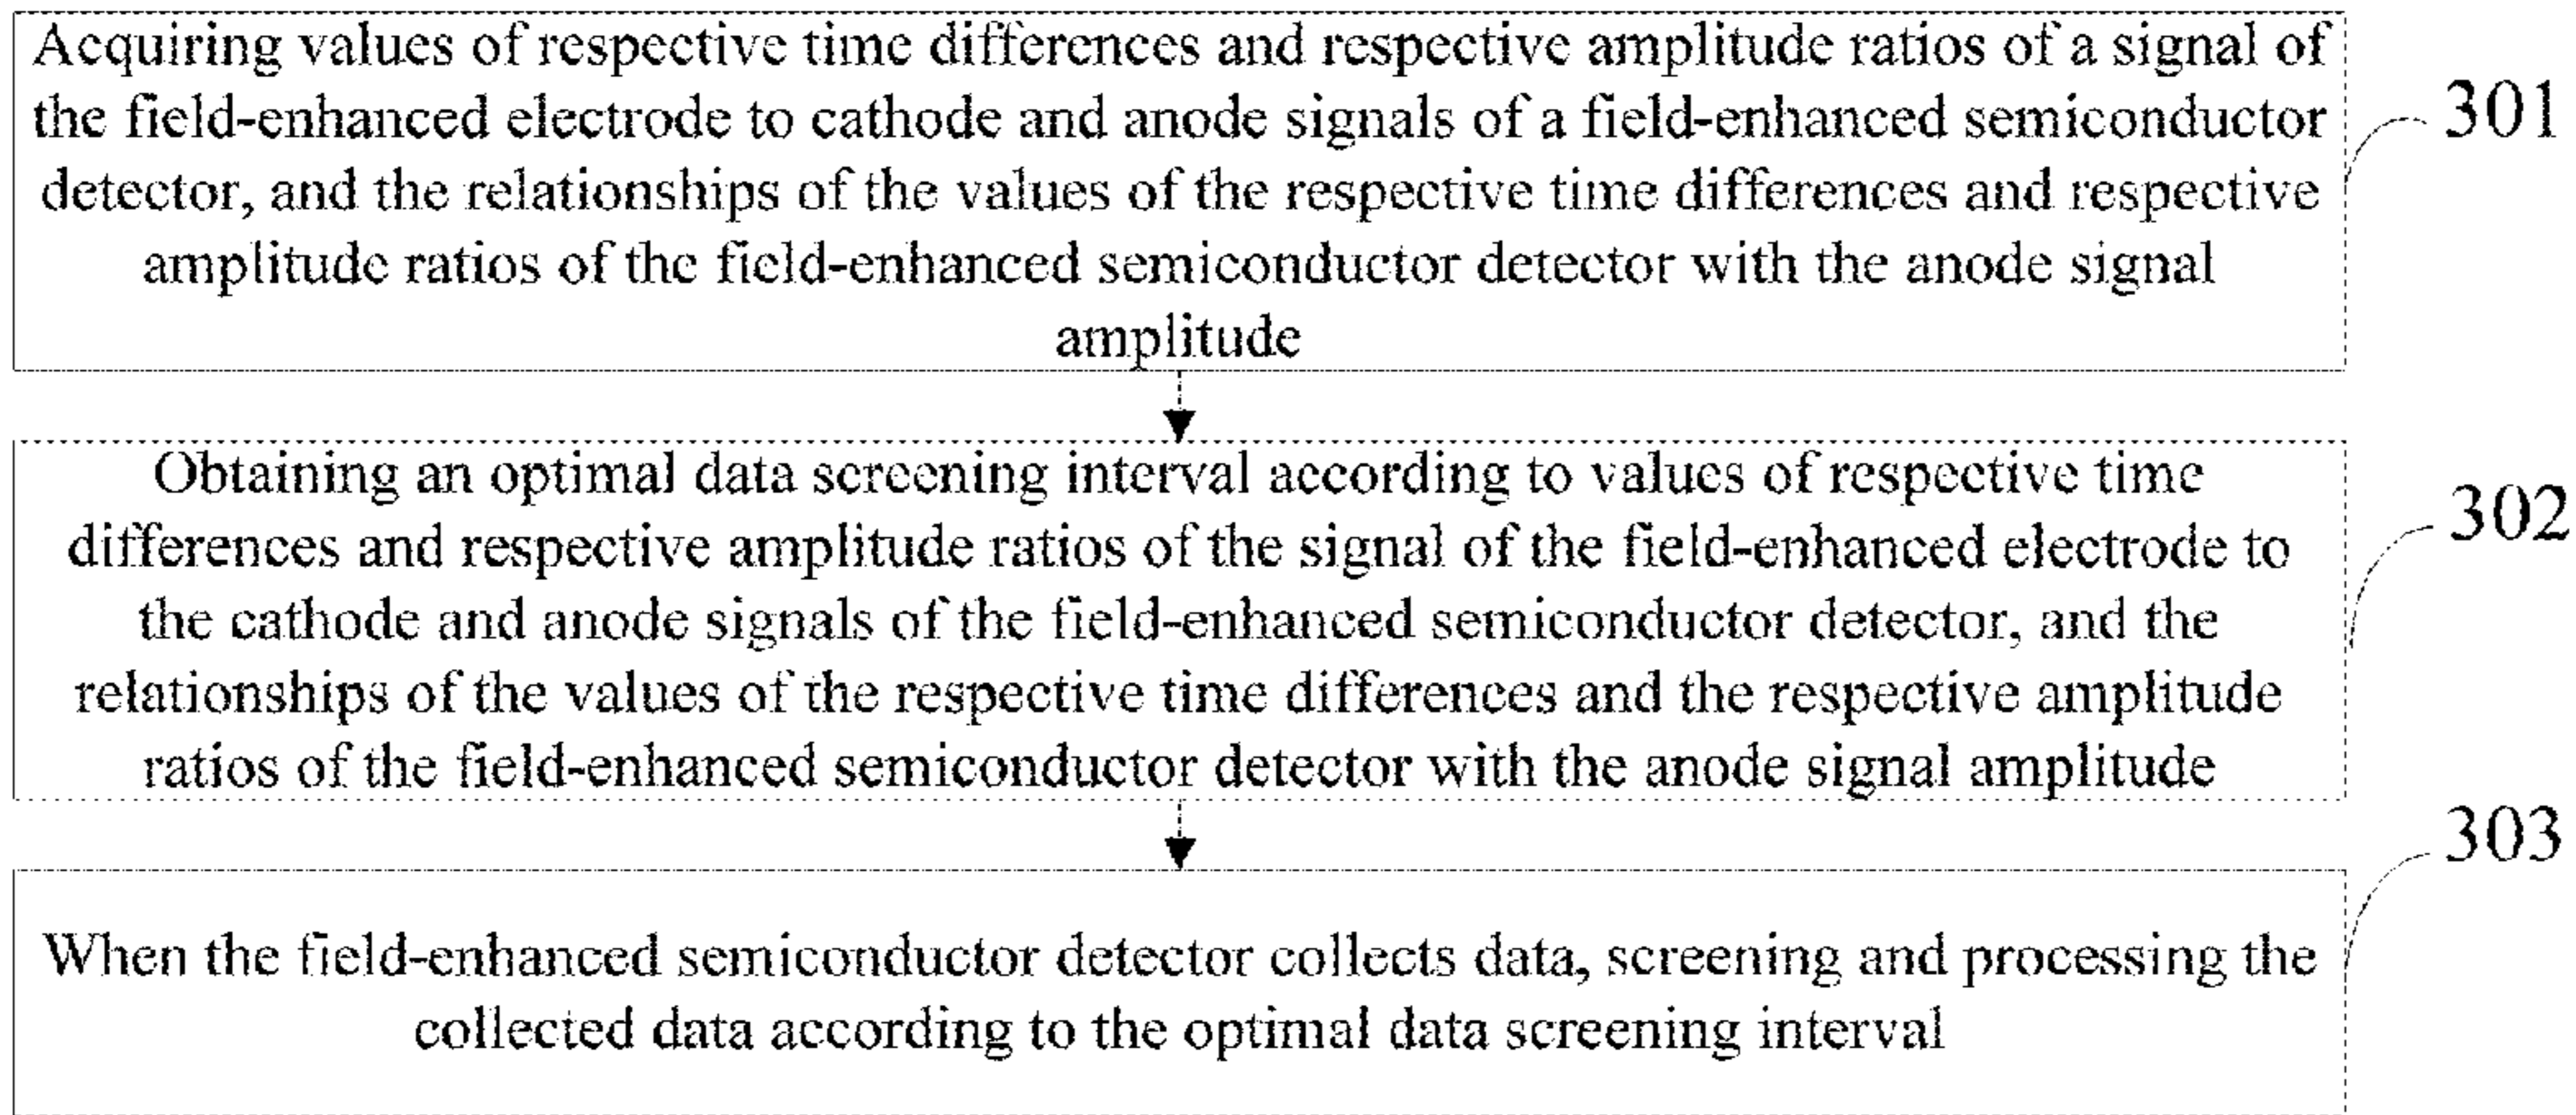 Acquiring values of respective time differences and respective amplitude ratios of a signal of
the field-enhanced electrode to cathode and anode signals of a field-enhanced semiconductor
detector, and the relationships of the values of the respective time differences and respective
amplitude ratios of the field-enhanced semiconductor detector with the anode signal
amplitude
301
Obtaining an optimal data screening interval according to values of respective time
differences and respective amplitude ratios of the signal of the field-enhanced electrode to
the cathode and anode signals of the field-enhanced semiconductor detector, and the
relationships of the values of the respective time differences and the respective amplitude
ratios of the field-enhanced semiconductor detector with the anode signal amplitude
302
303
When the field-enhanced semiconductor detector collects data, screening and processing the
collected data according to the optimal data screening interval